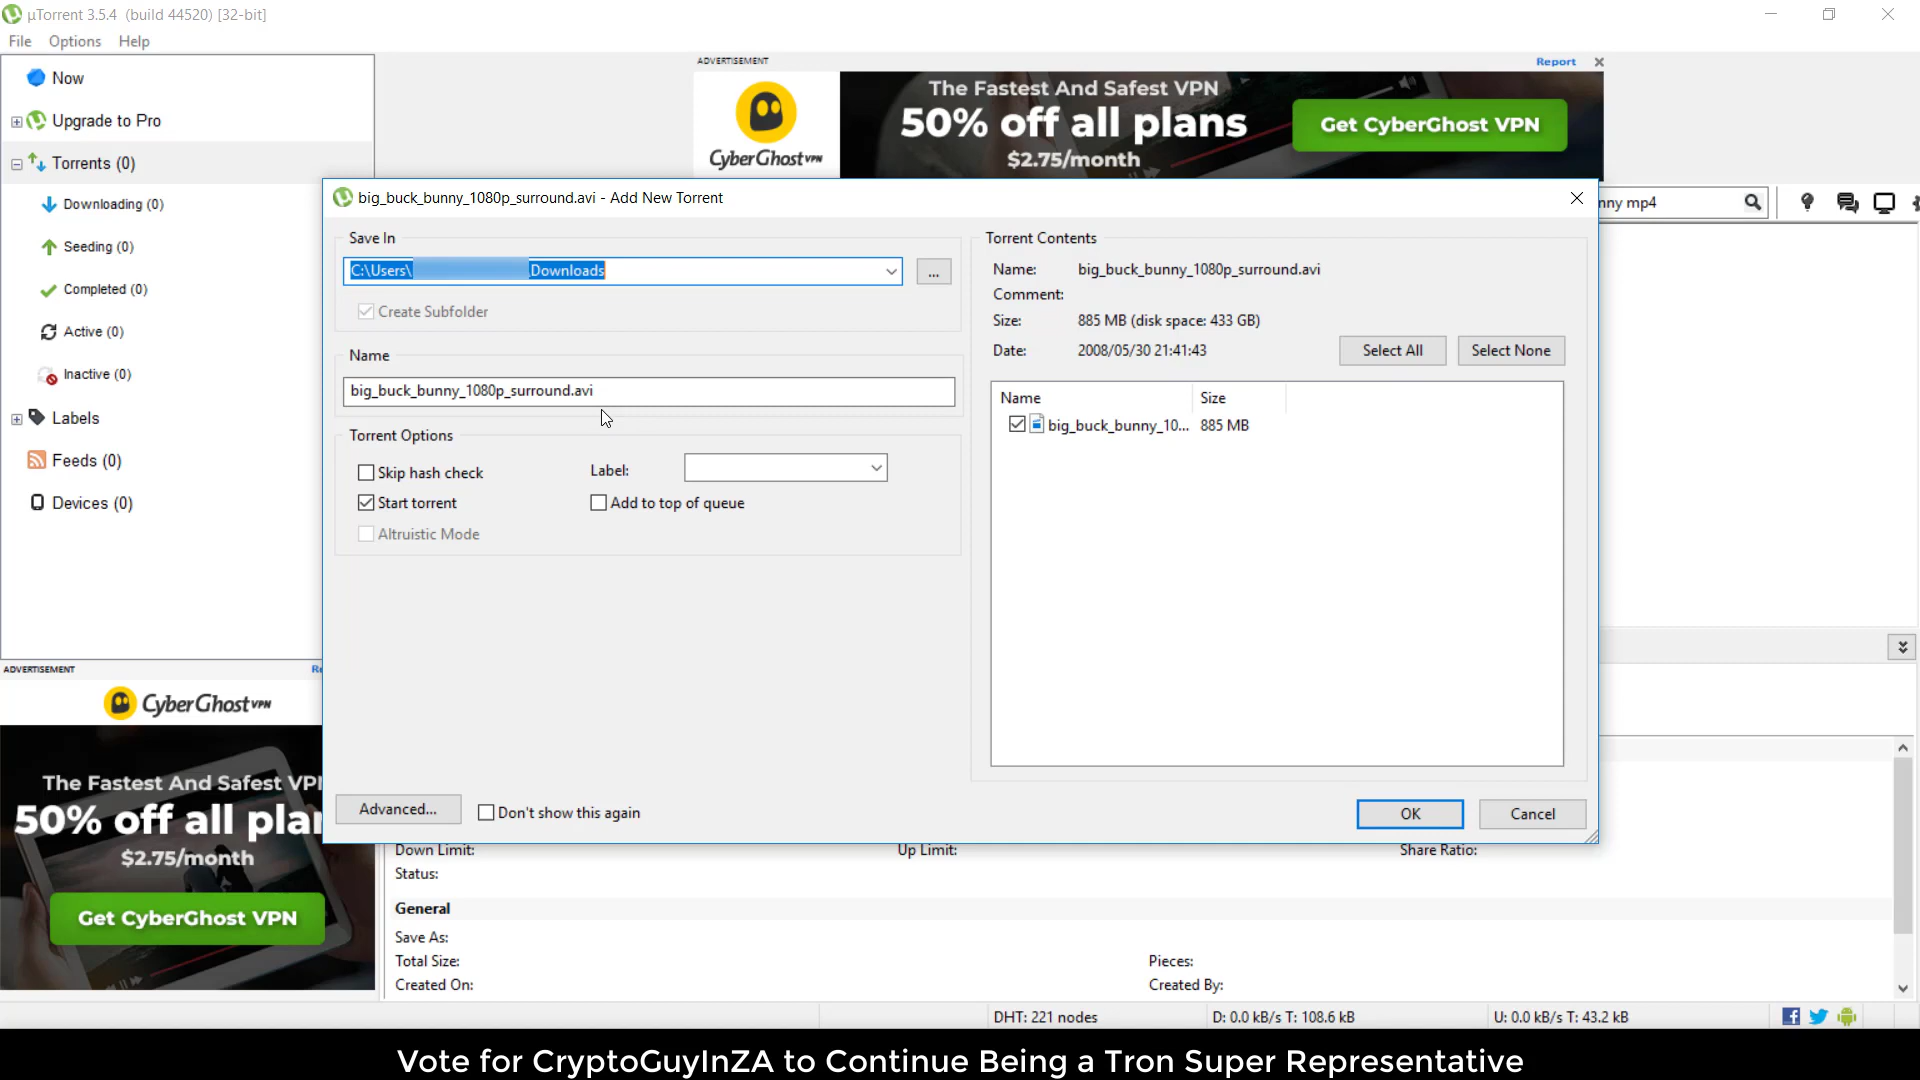 µTorrent 3.5.4 (build 44520) [32-bit]
File Options Help
Now
Upgrade to Pro
Torrents (0)
Downloading (0)
Seeding (0)
Completed (0)
Active (0)
Inactive (0)
Labels
Feeds (0)
Devices (0)
ADVERTISEMENT
Report
CyberGhost VPN
The Fastest And Safest VPN
50% off all plans
$2.75/month
Get CyberGhost VPN
nny mp4
big_buck_bunny_1080p_surround.avi - Add New Torrent
Save In
C:\Users\ Downloads
...
Create Subfolder
Name
big_buck_bunny_1080p_surround.avi
Torrent Options
Skip hash check
Label:
Start torrent
Add to top of queue
Altruistic Mode
Torrent Contents
Name: big_buck_bunny_1080p_surround.avi
Comment:
Size: 885 MB (disk space: 433 GB)
Date: 2008/05/30 21:41:43
Select All
Select None
Name Size
big_buck_bunny_10... 885 MB
Advanced...
Don't show this again
OK
Cancel
ADVERTISEMENT
Re
CyberGhost VPN
The Fastest And Safest VPN
50% off all plan
$2.75/month
Get CyberGhost VPN
Down Limit: Up Limit: Share Ratio:
Status:
General
Save As:
Total Size: Pieces:
Created On: Created By:
DHT: 221 nodes D: 0.0 kB/s T: 108.6 kB U: 0.0 kB/s T: 43.2 kB
Vote for CryptoGuyInZA to Continue Being a Tron Super Representative